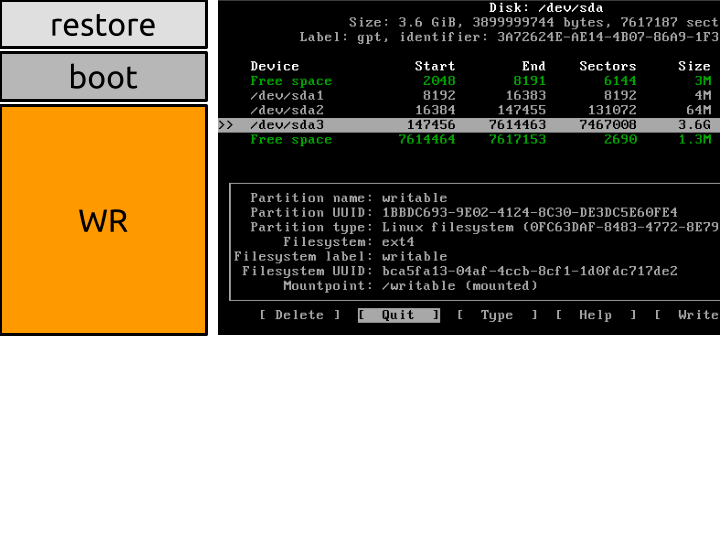 restore
boot
WR
Disk: /dev/sda
Size: 3.6 GiB, 3899999744 bytes, 7617187 sect
Label: gpt, identifier: 3A72624E-AE14-4B07-86A9-1F3
Device Start End Sectors Size
Free space 2048 8191 6144 3M
/dev/sda1 8192 16383 8192 4M
/dev/sda2 16384 147455 131072 64M
>> /dev/sda3 147456 7614463 7467008 3.6G
Free space 7614464 7617153 2690 1.3M
Partition name: writable
Partition UUID: 1BBDC693-9E02-4124-8C30-DE3DC5E60FE4
Partition type: Linux filesystem (0FC63DAF-8483-4772-8E79
Filesystem: ext4
Filesystem label: writable
Filesystem UUID: bca5fa13-04af-4ccb-8cf1-1d0fdc717de2
Mountpoint: /writable (mounted)
[ Delete ] [ Quit ] [ Type ] [ Help ] [ Write